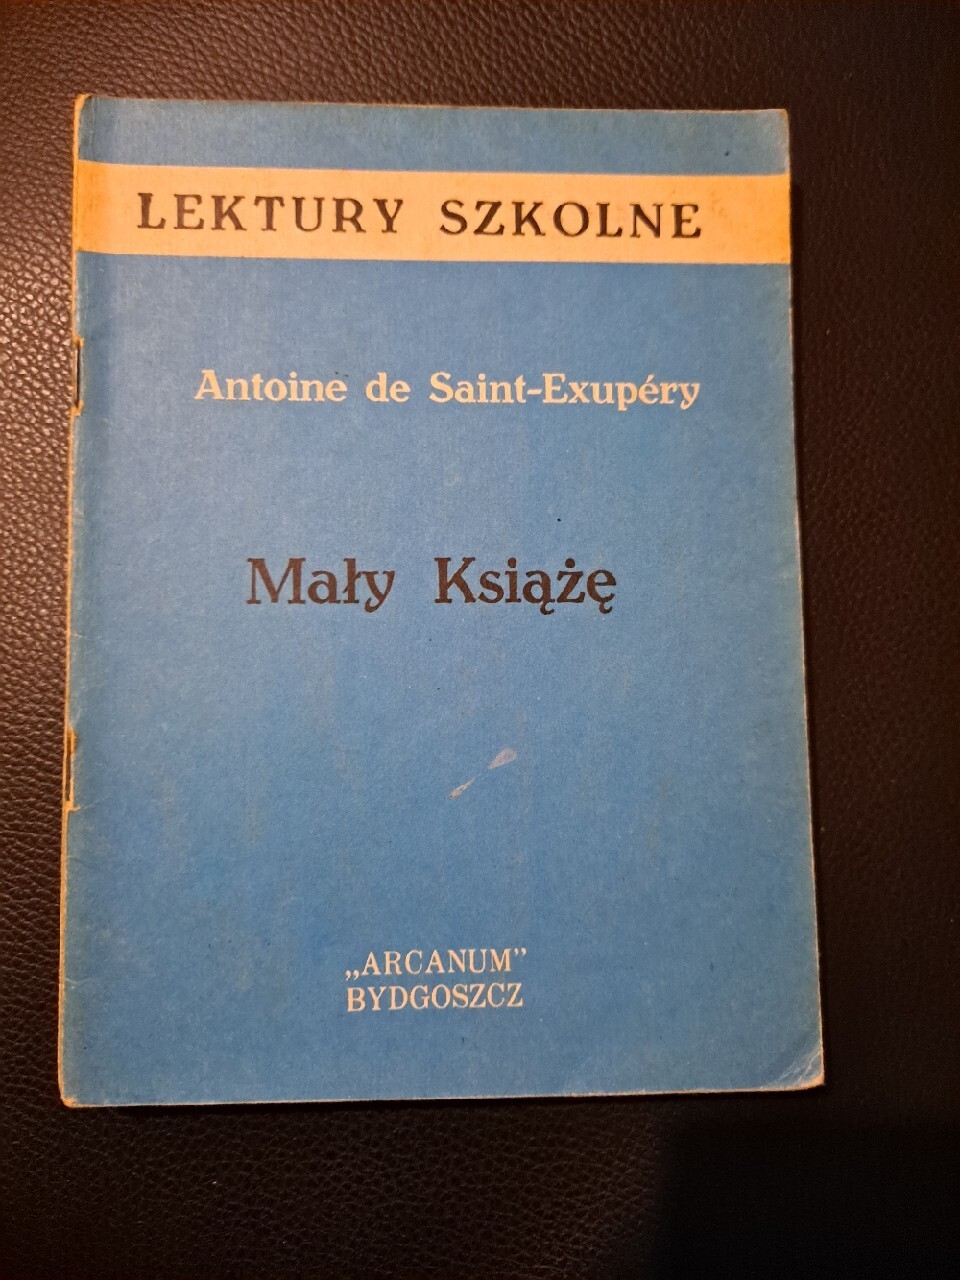 LEKTURY SZKOLNE
Antoine de Saint-Exupéry
Mały Książę
„ARCANUM”
BYDGOSZCZ